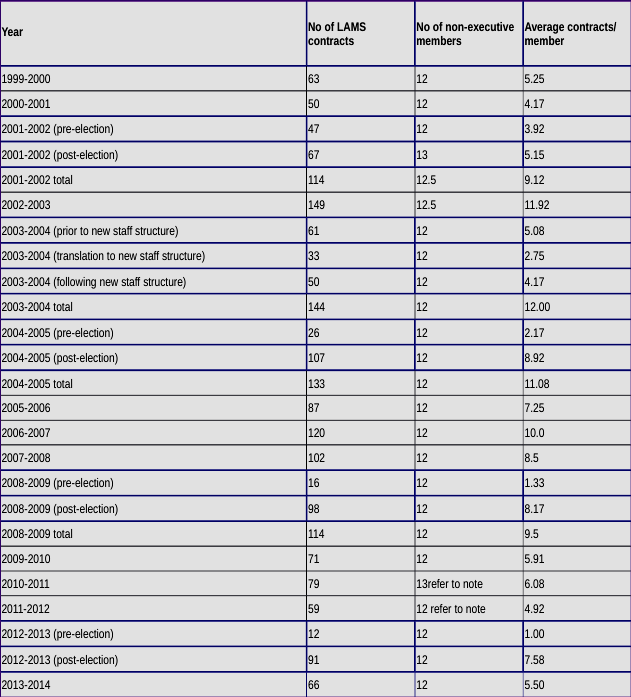 Year No of LAMS contracts No of non-executive members Average contracts/ member
1999-2000 63 12 5.25
2000-2001 50 12 4.17
2001-2002 (pre-election) 47 12 3.92
2001-2002 (post-election) 67 13 5.15
2001-2002 total 114 12.5 9.12
2002-2003 149 12.5 11.92
2003-2004 (prior to new staff structure) 61 12 5.08
2003-2004 (translation to new staff structure) 33 12 2.75
2003-2004 (following new staff structure) 50 12 4.17
2003-2004 total 144 12 12.00
2004-2005 (pre-election) 26 12 2.17
2004-2005 (post-election) 107 12 8.92
2004-2005 total 133 12 11.08
2005-2006 87 12 7.25
2006-2007 120 12 10.0
2007-2008 102 12 8.5
2008-2009 (pre-election) 16 12 1.33
2008-2009 (post-election) 98 12 8.17
2008-2009 total 114 12 9.5
2009-2010 71 12 5.91
2010-2011 79 13refer to note 6.08
2011-2012 59 12 refer to note 4.92
2012-2013 (pre-election) 12 12 1.00
2012-2013 (post-election) 91 12 7.58
2013-2014 66 12 5.50